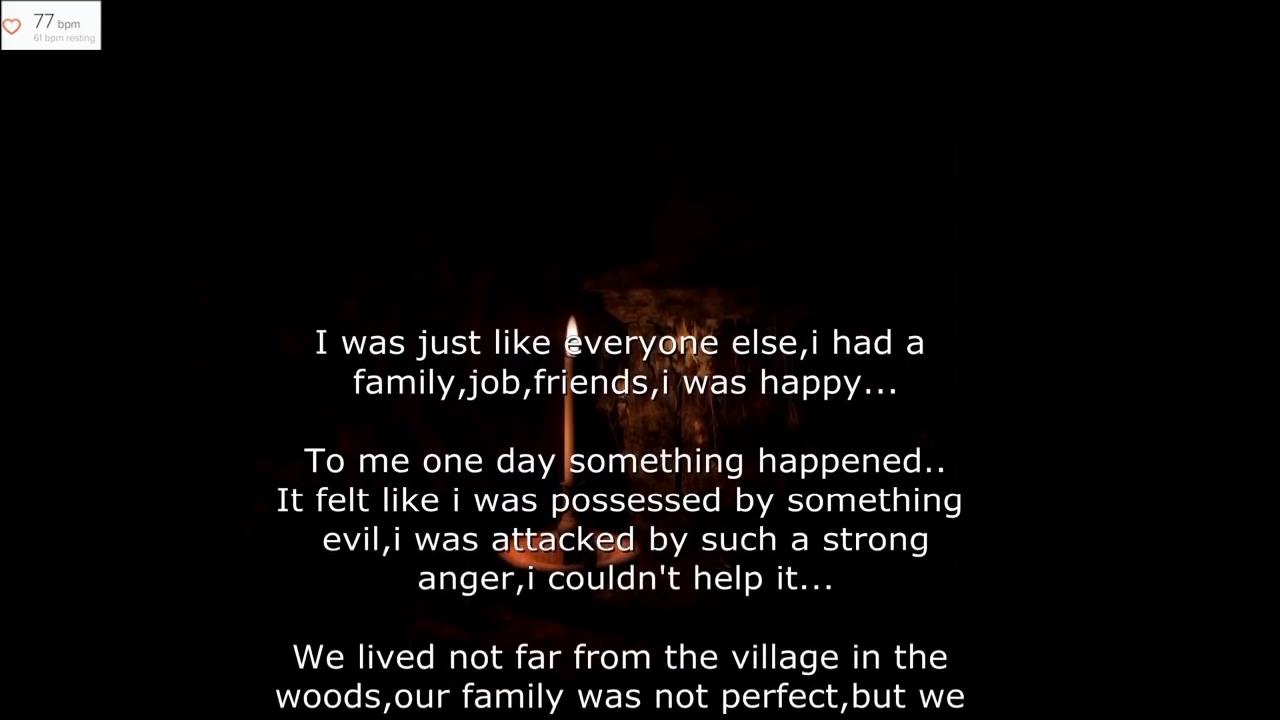 77 bpm
61 bpm resting
I was just like everyone else,i had a
family,job,friends,i was happy...
To me one day something happened..
It felt like i was possessed by something
evil,i was attacked by such a strong
anger,i couldn't help it...
We lived not far from the village in the
woods,our family was not perfect,but we